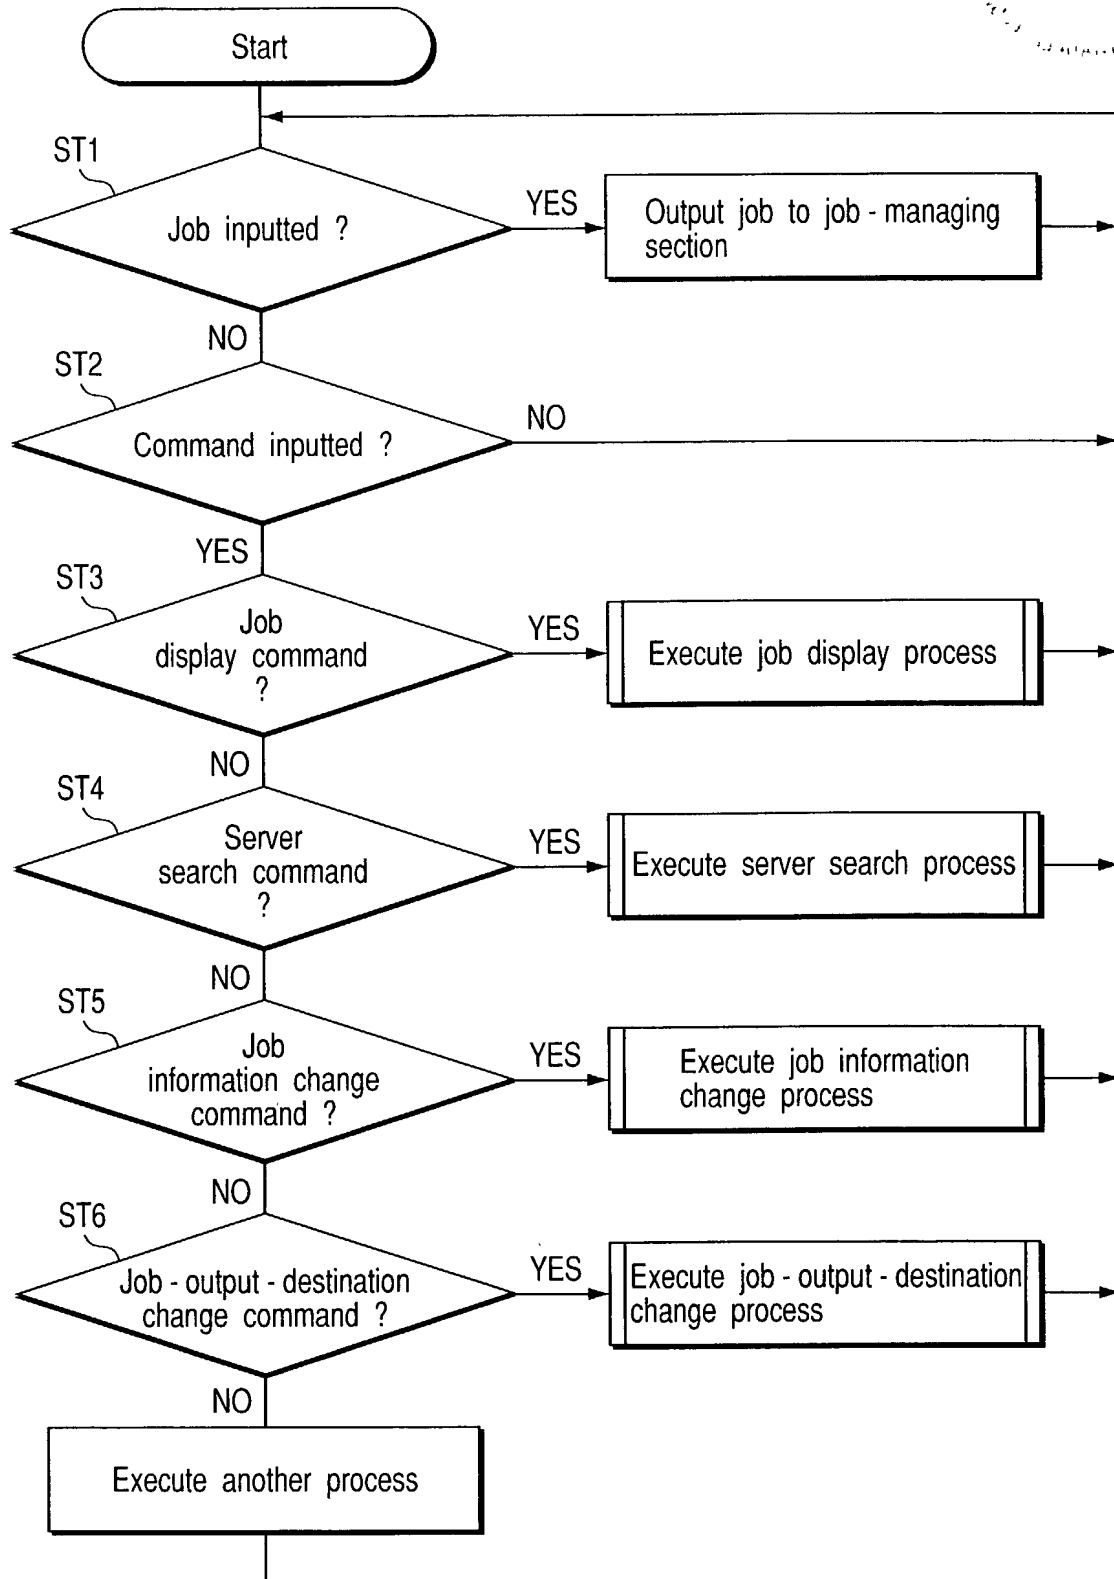 Start
ST1
Job inputted ?
YES
Output job to job - managing
section
NO
ST2
Command inputted ?
NO
YES
ST3
Job
display command
?
YES
Execute job display process
NO
ST4
Server
search command
?
YES
Execute server search process
NO
ST5
Job
information change
command ?
YES
Execute job information
change process
NO
ST6
Job - output - destination
change command ?
YES
Execute job - output - destination
change process
NO
Execute another process